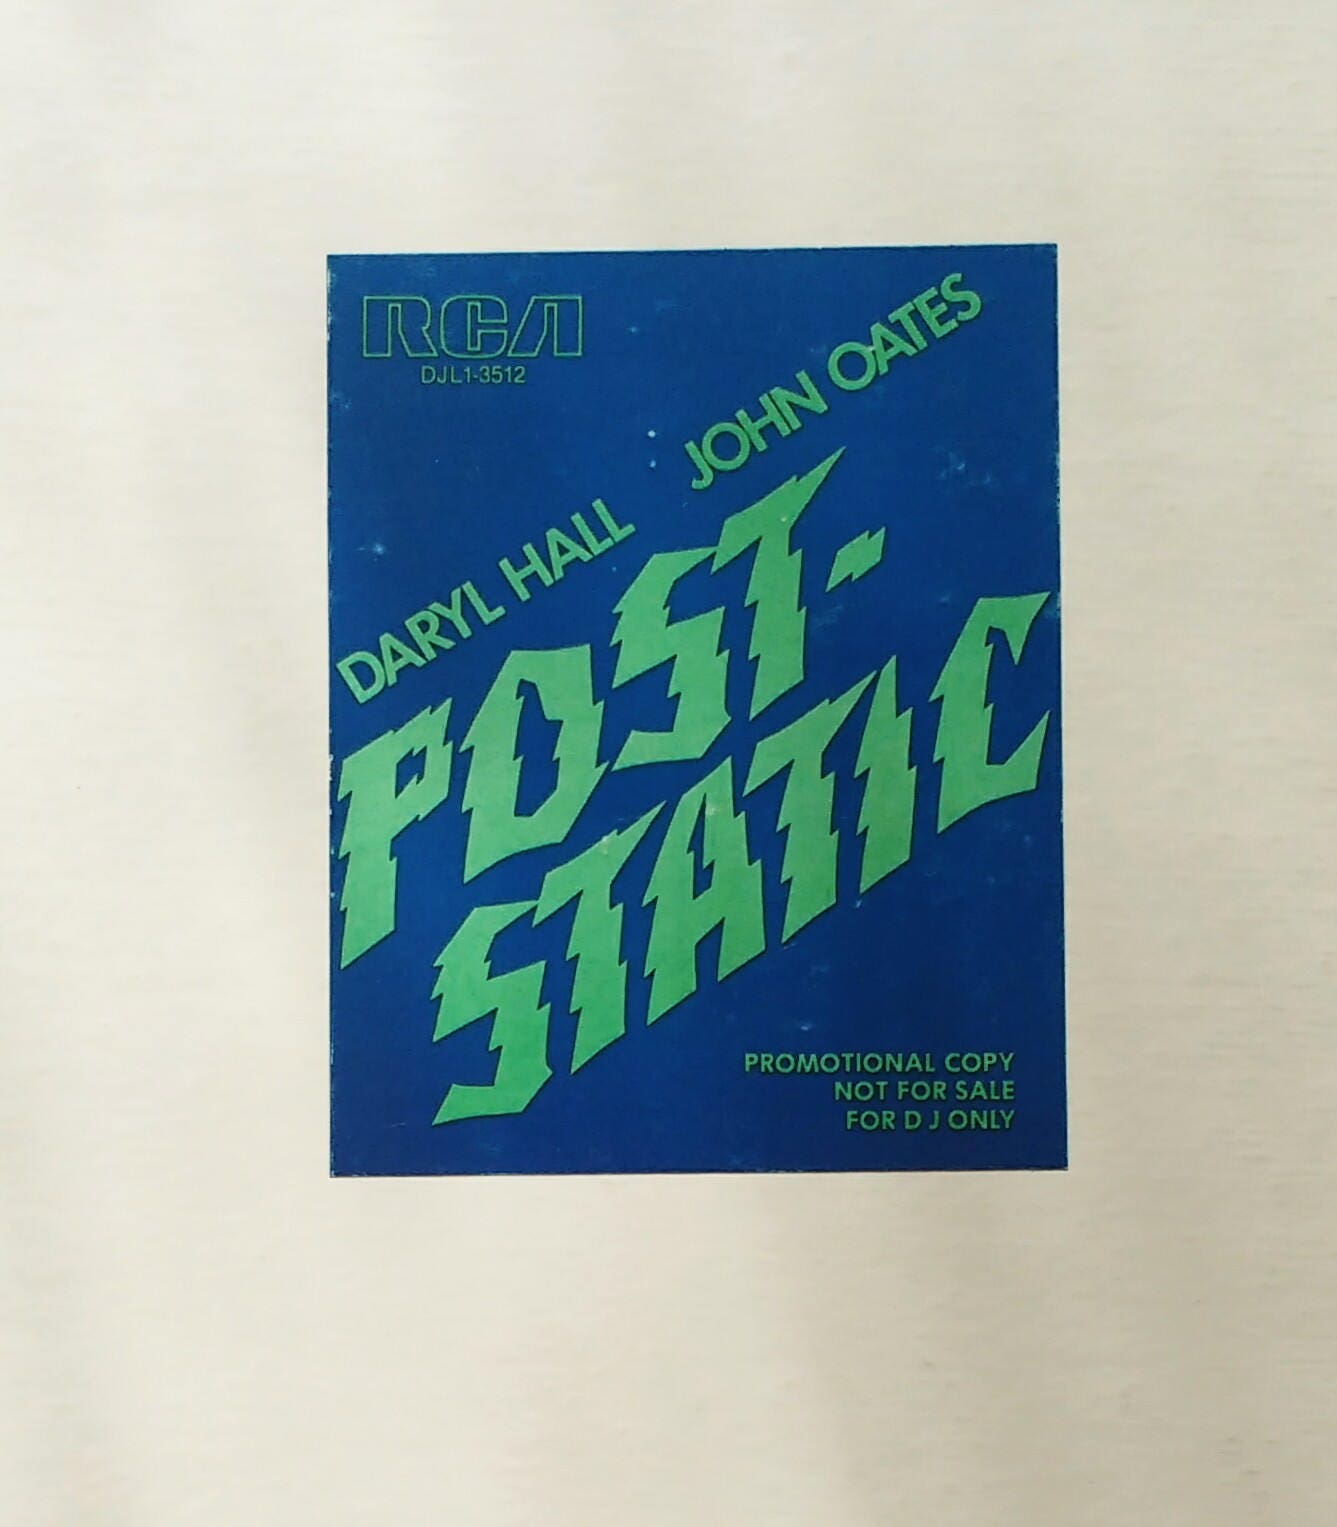 RCA
DJL1-3512
DARYL HALL JOHN OATES
POST-
STATIC
PROMOTIONAL COPY
NOT FOR SALE
FOR D J ONLY